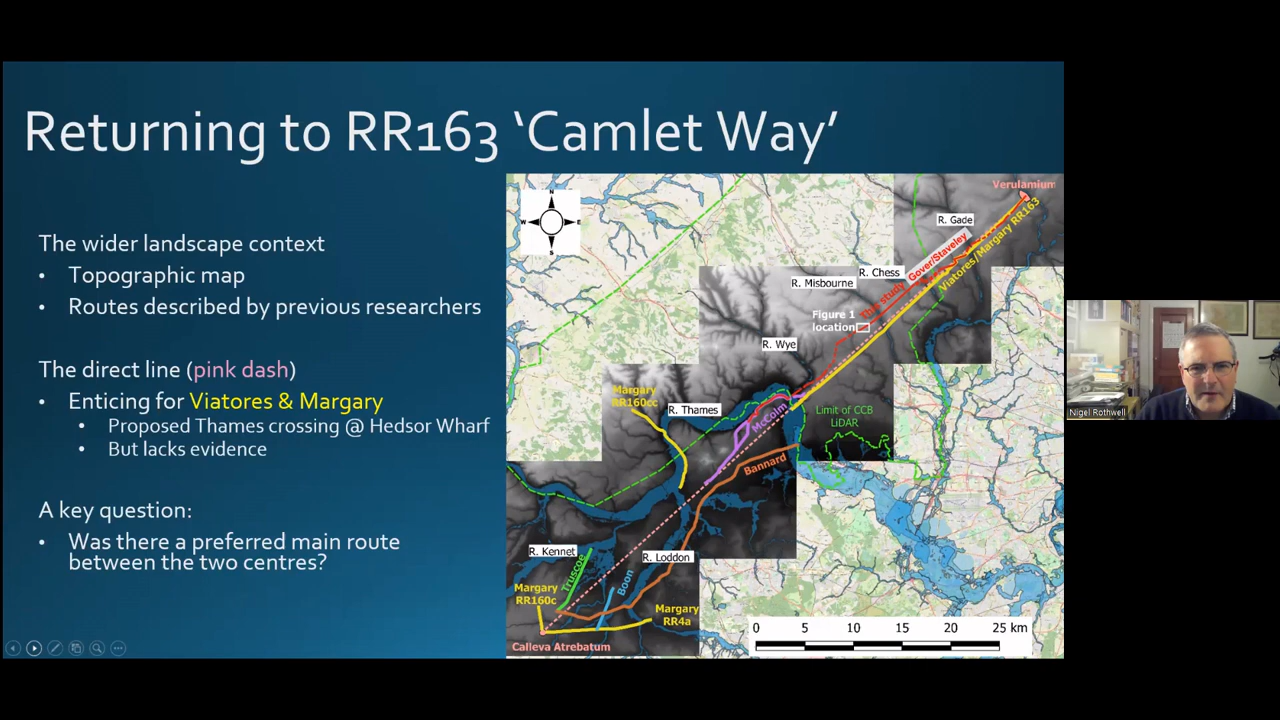 Returning to RR163 ‘Camlet Way’
The wider landscape context
• Topographic map
• Routes described by previous researchers
The direct line (pink dash)
• Enticing for Viatores & Margary
• Proposed Thames crossing @ Hedsor Wharf
• But lacks evidence
A key question:
• Was there a preferred main route
between the two centres?
N
W
E
S
Verulamium
R. Gade
Viatores/Margary RR163
Gover/Staveley
This study
R. Chess
R. Misbourne
Figure 1
location
R. Wye
Margary
RR160cc
R. Thames
McColm
Limit of CCB
LiDAR
Bannard
R. Kennet
R. Loddon
Truscoe
Boon
Margary
RR160c
Margary
RR4a
Calleva Atrebatum
0 5 10 15 20 25 km
Nigel Rothwell